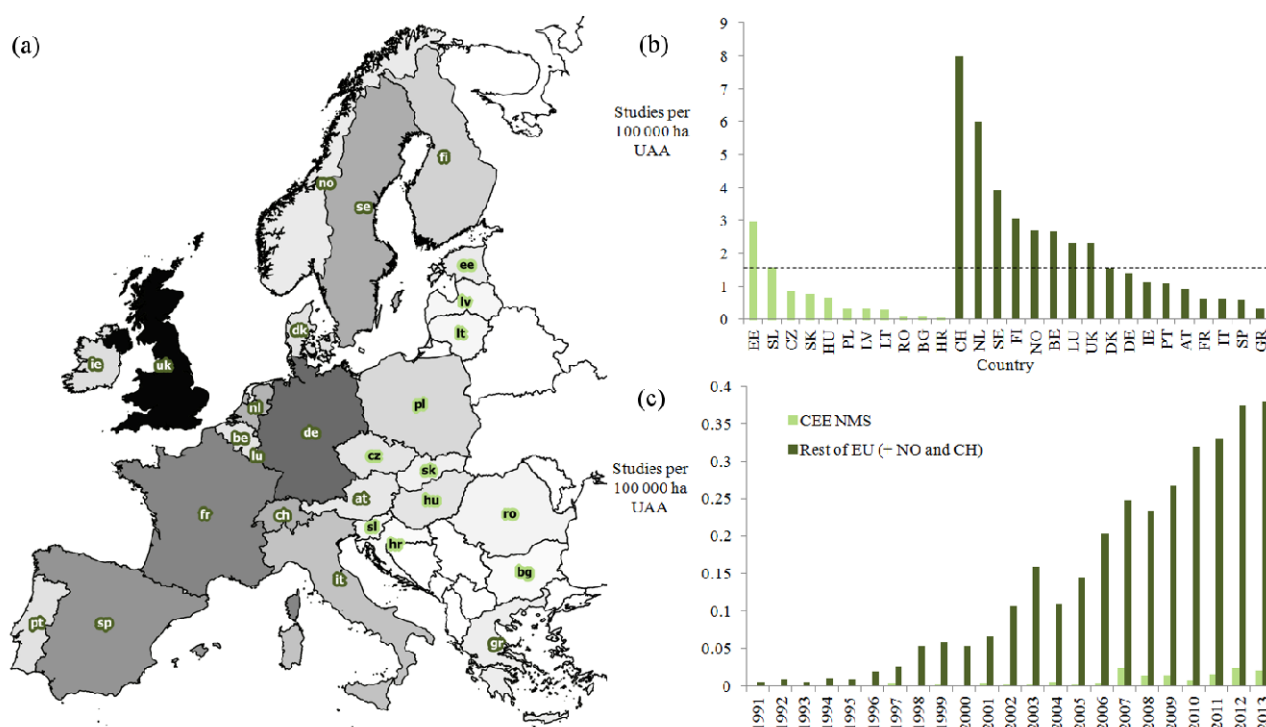 (a)
no
fi
se
ee
lv
lt
dk
ie
uk
nl
be
lu
de
pl
cz
sk
at
hu
ch
fr
sl
hr
ro
bg
it
pt
sp
gr
(b)
Studies per
100 000 ha
UAA
9
8
7
6
5
4
3
2
1
0
EE SL CZ SK HU PL LV LT RO BG HR CH NL SE FI NO BE LU UK DK DE IE PT AT FR IT SP GR
Country
(c)
Studies per
100 000 ha
UAA
0.4
0.35
0.3
0.25
0.2
0.15
0.1
0.05
0
CEE NMS
Rest of EU (– NO and CH)
1991 1992 1993 1994 1995 1996 1997 1998 1999 2000 2001 2002 2003 2004 2005 2006 2007 2008 2009 2010 2011 2012 2013